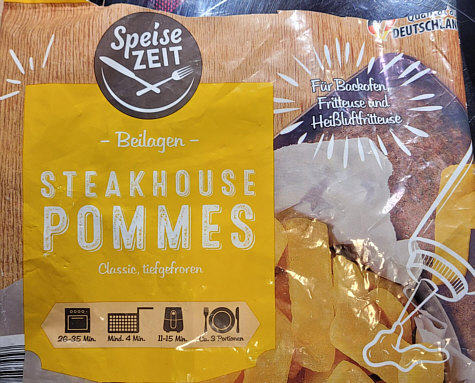 Speise
ZEIT
DEUTSCHLAND
Für Backofen,
Fritteuse und
Heißluftfritteuse
- Beilagen -
STEAKHOUSE
POMMES
Classic, tiefgefroren
26-35 Min.
Mind. 4 Min.
11-15 Min.
Ca. 3 Portionen